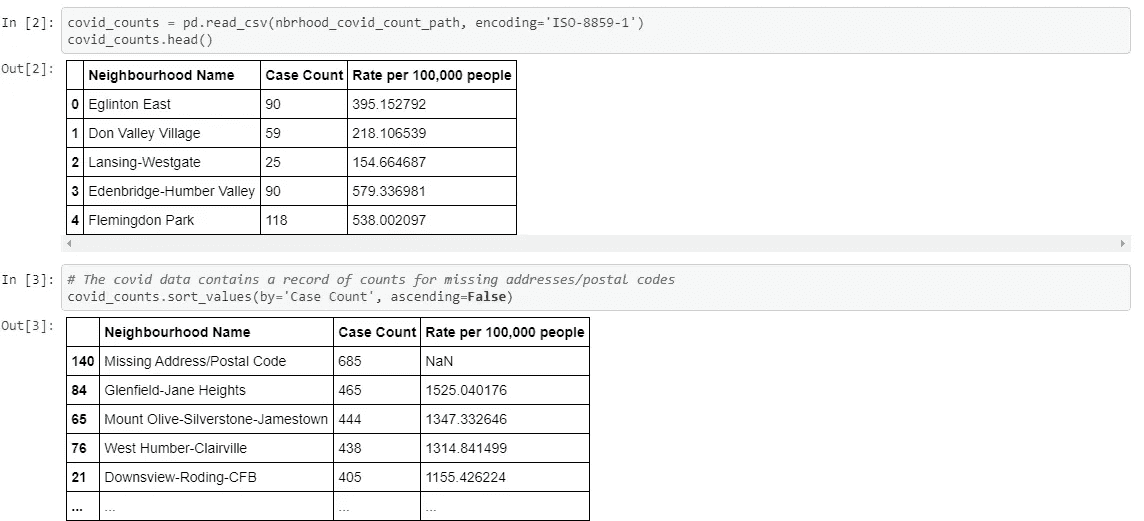 In [2]: covid_counts = pd.read_csv(nbrhood_covid_count_path, encoding='ISO-8859-1')
covid_counts.head()
Out[2]:
Neighbourhood Name Case Count Rate per 100,000 people
0 Eglinton East 90 395.152792
1 Don Valley Village 59 218.106539
2 Lansing-Westgate 25 154.664687
3 Edenbridge-Humber Valley 90 579.336981
4 Flemingdon Park 118 538.002097
In [3]: # The covid data contains a record of counts for missing addresses/postal codes
covid_counts.sort_values(by='Case Count', ascending=False)
Out[3]:
Neighbourhood Name Case Count Rate per 100,000 people
140 Missing Address/Postal Code 685 NaN
84 Glenfield-Jane Heights 465 1525.040176
65 Mount Olive-Silverstone-Jamestown 444 1347.332646
76 West Humber-Clairville 438 1314.841499
21 Downsview-Roding-CFB 405 1155.426224
... ... ... ...